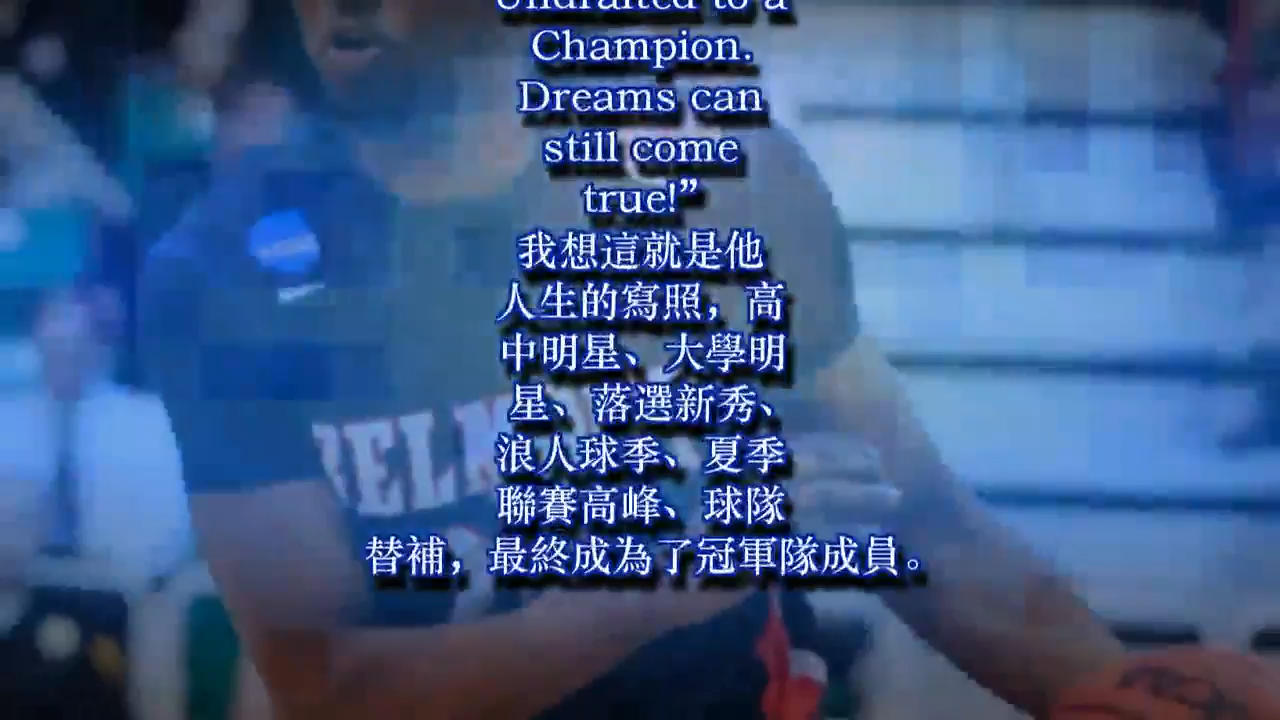 Undrafted to a
Champion.
Dreams can
still come
true!”
我想這就是他
人生的寫照，高
中明星、大學明
星、落選新秀、
浪人球季、夏季
聯賽高峰、球隊
替補，最終成為了冠軍隊成員。